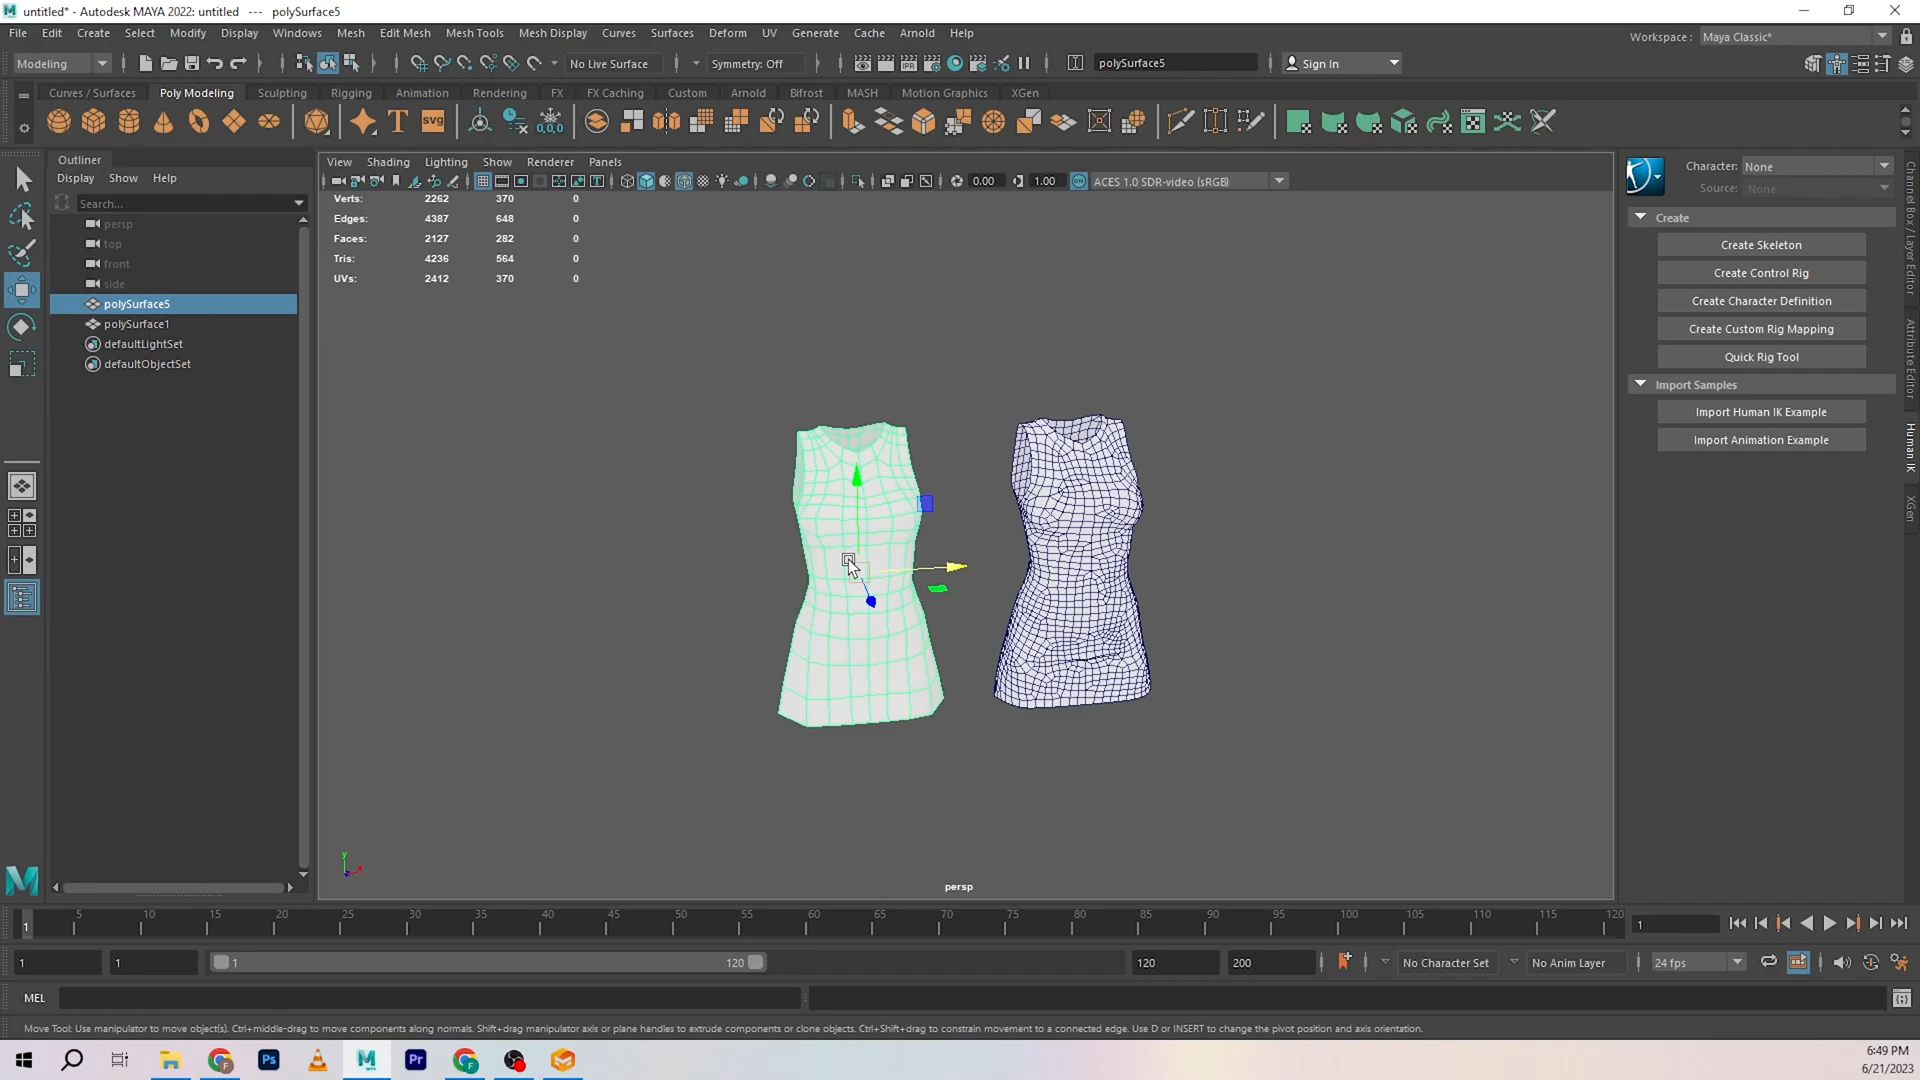 untitled* - Autodesk MAYA 2022: untitled --- polySurface5
File Edit Create Select Modify Display Windows Mesh Edit Mesh Mesh Tools Mesh Display Curves Surfaces Deform UV Generate Cache Arnold Help
Workspace : Maya Classic*
Modeling No Live Surface Symmetry: Off polySurface5 Sign In
Curves / Surfaces Poly Modeling Sculpting Rigging Animation Rendering FX FX Caching Custom Arnold Bifrost MASH Motion Graphics XGen
Outliner
Display Show Help
Search...
persp
top
front
side
polySurface5
polySurface1
defaultLightSet
defaultObjectSet
View Shading Lighting Show Renderer Panels
0.00 1.00 ACES 1.0 SDR-video (sRGB)
Verts: 2262 370 0
Edges: 4387 648 0
Faces: 2127 282 0
Tris: 4236 564 0
UVs: 2412 370 0
persp
Character: None
Source: None
Create
Create Skeleton
Create Control Rig
Create Character Definition
Create Custom Rig Mapping
Quick Rig Tool
Import Samples
Import Human IK Example
Import Animation Example
Channel Box / Layer Editor
Attribute Editor
Human IK
XGen
5 10 15 20 25 30 35 40 45 50 55 60 65 70 75 80 85 90 95 100 105 110 115 120
1 1
1 1 1 120 120 200 No Character Set No Anim Layer 24 fps
MEL
Move Tool: Use manipulator to move object(s). Ctrl+middle-drag to move components along normals. Shift+drag manipulator axis or plane handles to extrude components or clone objects. Ctrl+Shift+drag to constrain movement to a connected edge. Use D or INSERT to change the pivot position and axis orientation.
6:49 PM
6/21/2023